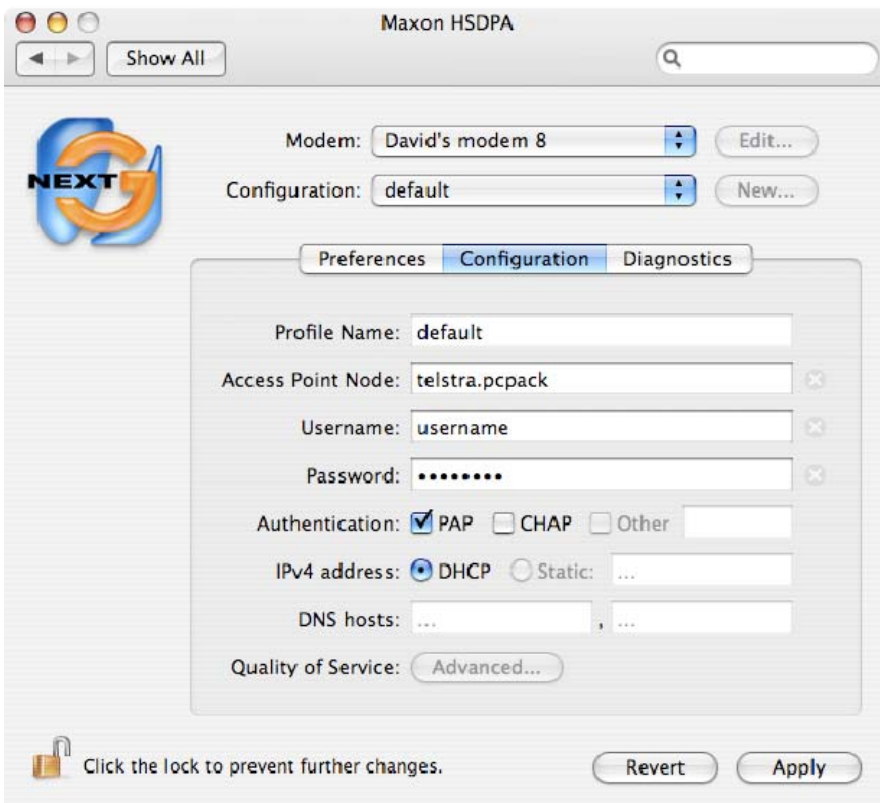 Maxon HSDPA
Show All
NEXT G
Modem: David's modem 8 Edit...
Configuration: default New...
Preferences Configuration Diagnostics
Profile Name: default
Access Point Node: telstra.pcpack
Username: username
Password: ••••••••
Authentication: PAP CHAP Other
IPv4 address: DHCP Static: ...
DNS hosts: ... , ...
Quality of Service: Advanced...
Click the lock to prevent further changes. Revert Apply